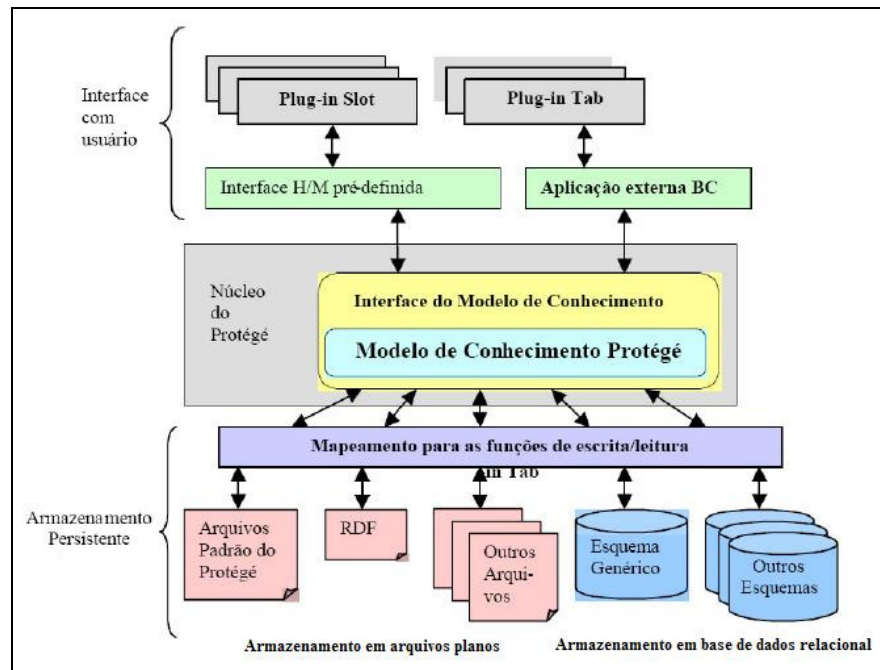 Interface
com
usuário
Plug-in Slot
Plug-in Tab
Interface H/M pré-definida
Aplicação externa BC
Núcleo
do
Protégé
Interface do Modelo de Conhecimento
Modelo de Conhecimento Protégé
Mapeamento para as funções de escrita/leitura
in Tab
Armazenamento
Persistente
Arquivos
Padrão do
Protégé
RDF
Outros
Arqui-
vos
Esquema
Genérico
Outros
Esquemas
Armazenamento em arquivos planos
Armazenamento em base de dados relacional